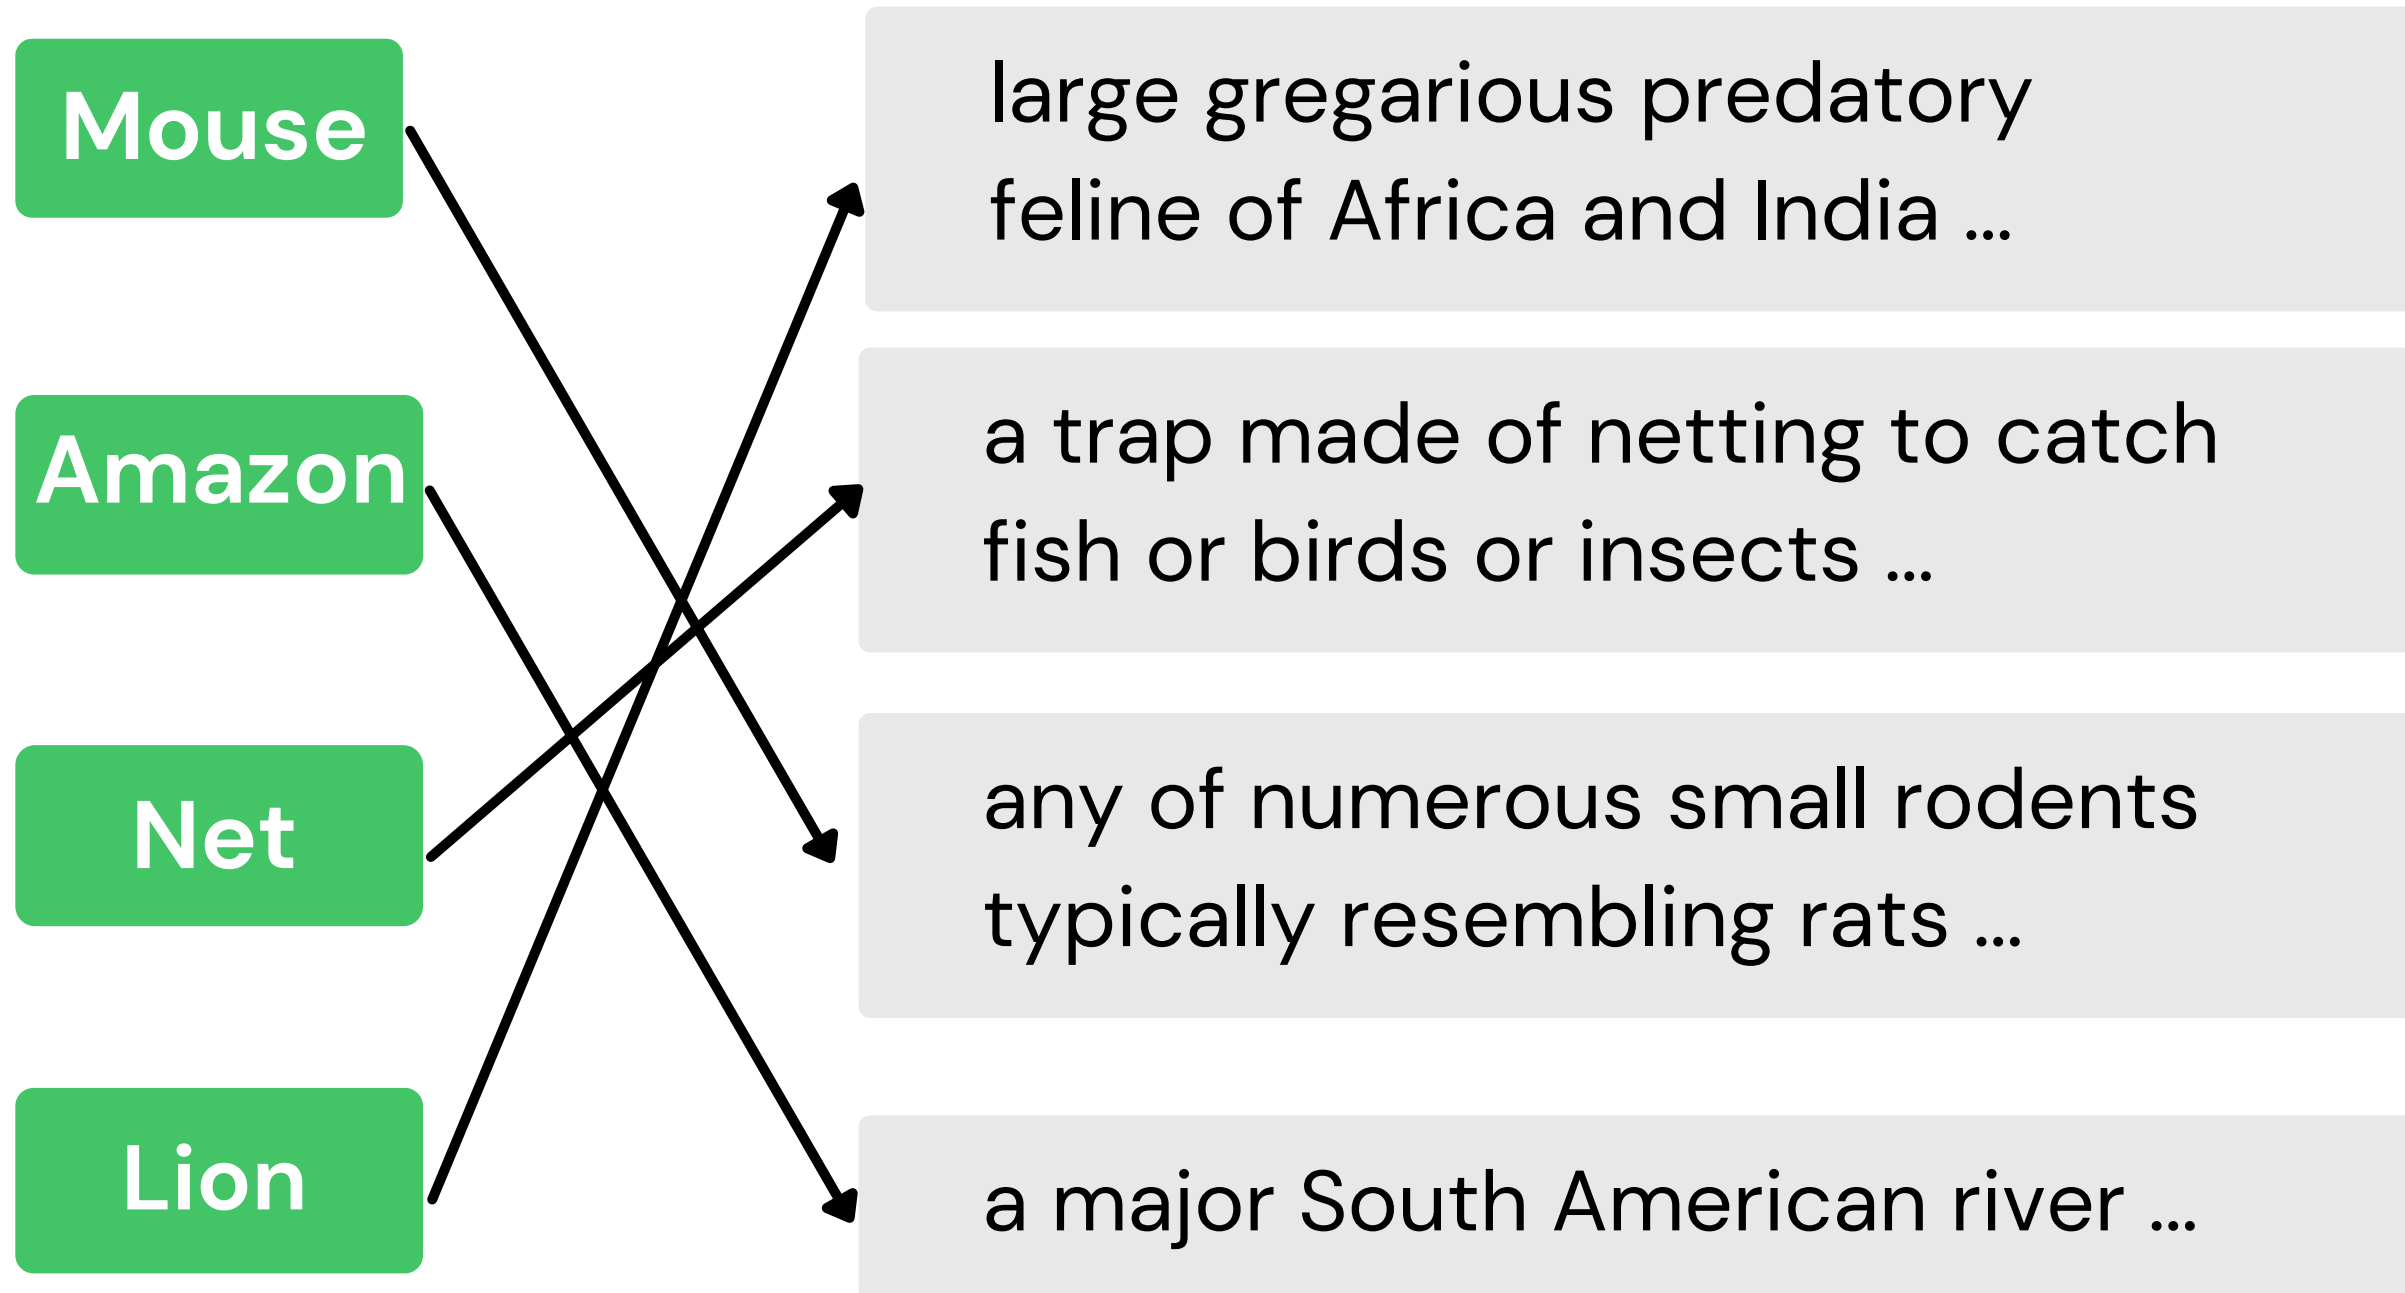 Mouse
Amazon
Net
Lion
large gregarious predatory
feline of Africa and India ...
a trap made of netting to catch
fish or birds or insects ...
any of numerous small rodents
typically resembling rats ...
a major South American river ...